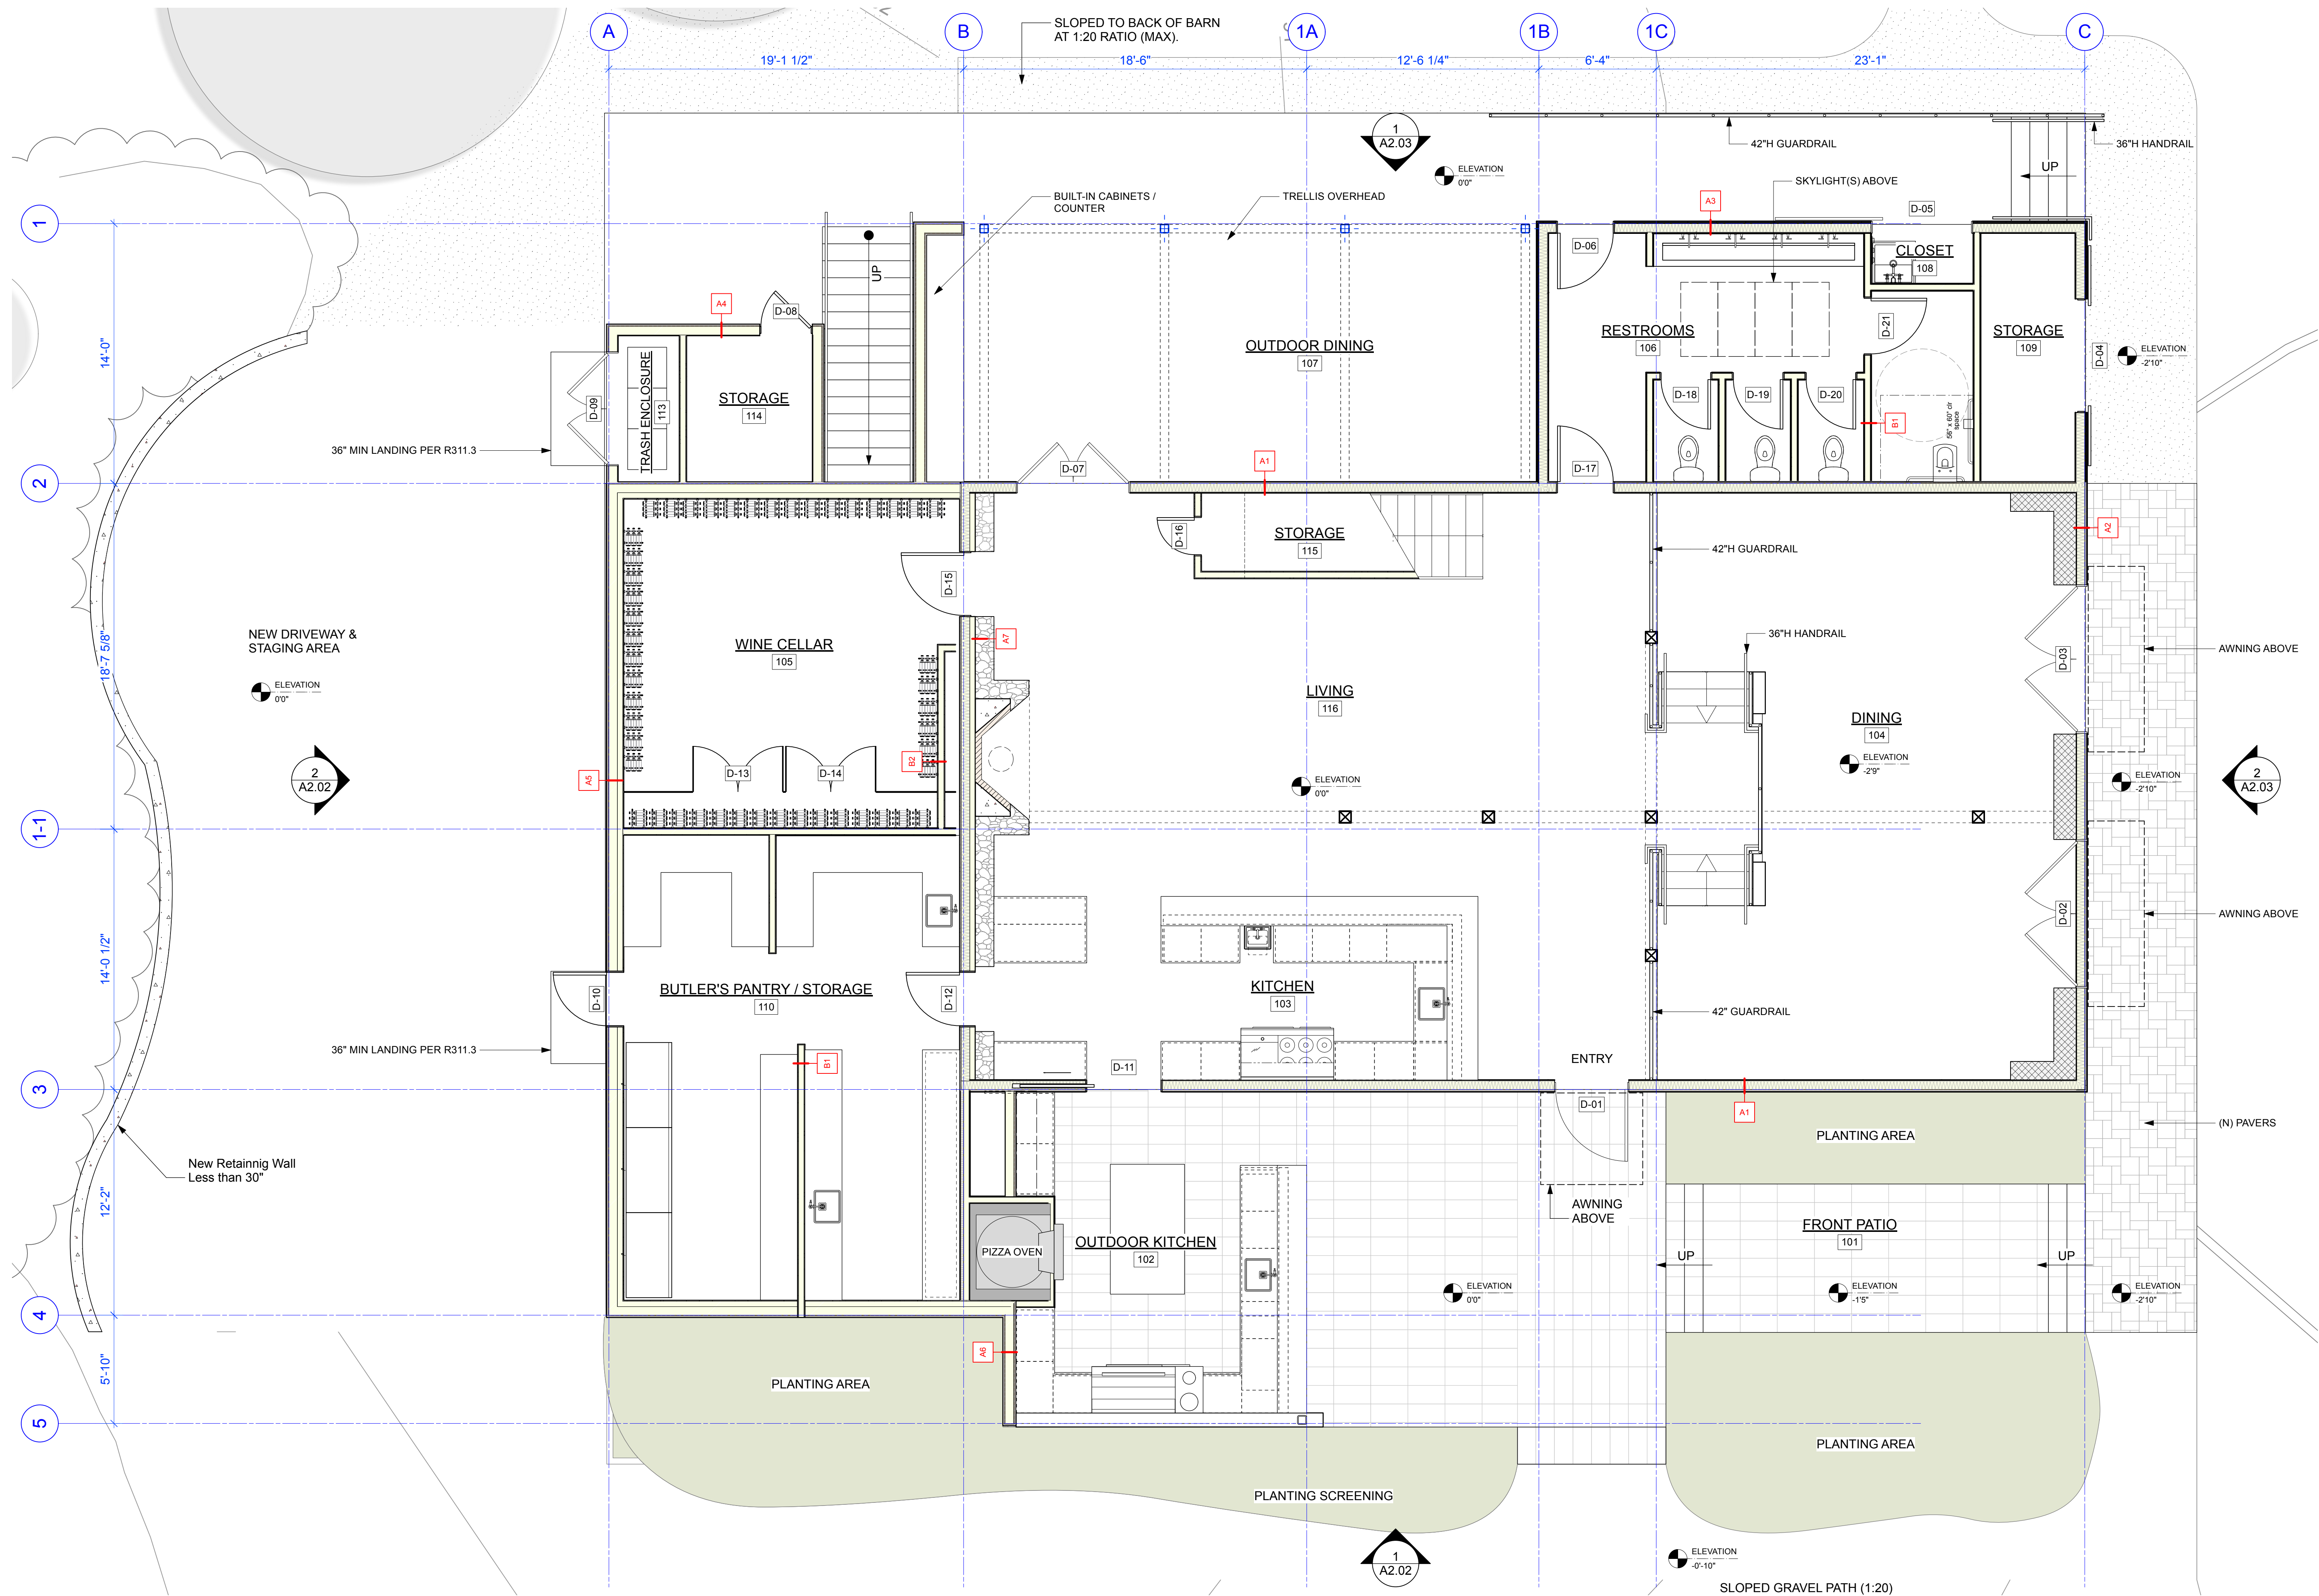 SLOPED TO BACK OF BARN
AT 1:20 RATIO (MAX).
A
B
1A
1B
1C
C
19'-1 1/2"
18'-6"
12'-6 1/4"
6'-4"
23'-1"
1
A2.03
42"H GUARDRAIL
36"H HANDRAIL
UP
ELEVATION
0'0"
SKYLIGHT(S) ABOVE
BUILT-IN CABINETS /
COUNTER
TRELLIS OVERHEAD
A3
D-05
1
D-06
CLOSET
108
UP
A4
D-08
RESTROOMS
106
D-21
STORAGE
109
D-04
ELEVATION
-2'10"
OUTDOOR DINING
107
14'-0"
TRASH ENCLOSURE
113
STORAGE
114
D-09
D-18
D-19
D-20
B1
56" x 60" clr
space
36" MIN LANDING PER R311.3
A1
D-07
D-17
2
D-16
STORAGE
115
A2
42"H GUARDRAIL
D-15
NEW DRIVEWAY &
STAGING AREA
18'-7 5/8"
WINE CELLAR
105
A7
36"H HANDRAIL
AWNING ABOVE
D-03
ELEVATION
0'0"
LIVING
116
DINING
104
2
A2.02
A5
D-13
D-14
B2
ELEVATION
0'0"
ELEVATION
-2'9"
ELEVATION
-2'10"
2
A2.03
1-1
AWNING ABOVE
D-02
14'-0 1/2"
BUTLER'S PANTRY / STORAGE
110
D-10
D-12
KITCHEN
103
42" GUARDRAIL
36" MIN LANDING PER R311.3
B1
D-11
ENTRY
3
D-01
A1
(N) PAVERS
PLANTING AREA
New Retainnig Wall
Less than 30"
12'-2"
AWNING
ABOVE
FRONT PATIO
101
PIZZA OVEN
OUTDOOR KITCHEN
102
UP
UP
ELEVATION
0'0"
ELEVATION
-1'5"
ELEVATION
-2'10"
4
A6
5'-10"
PLANTING AREA
5
PLANTING AREA
PLANTING SCREENING
1
A2.02
ELEVATION
-0'-10"
SLOPED GRAVEL PATH (1:20)